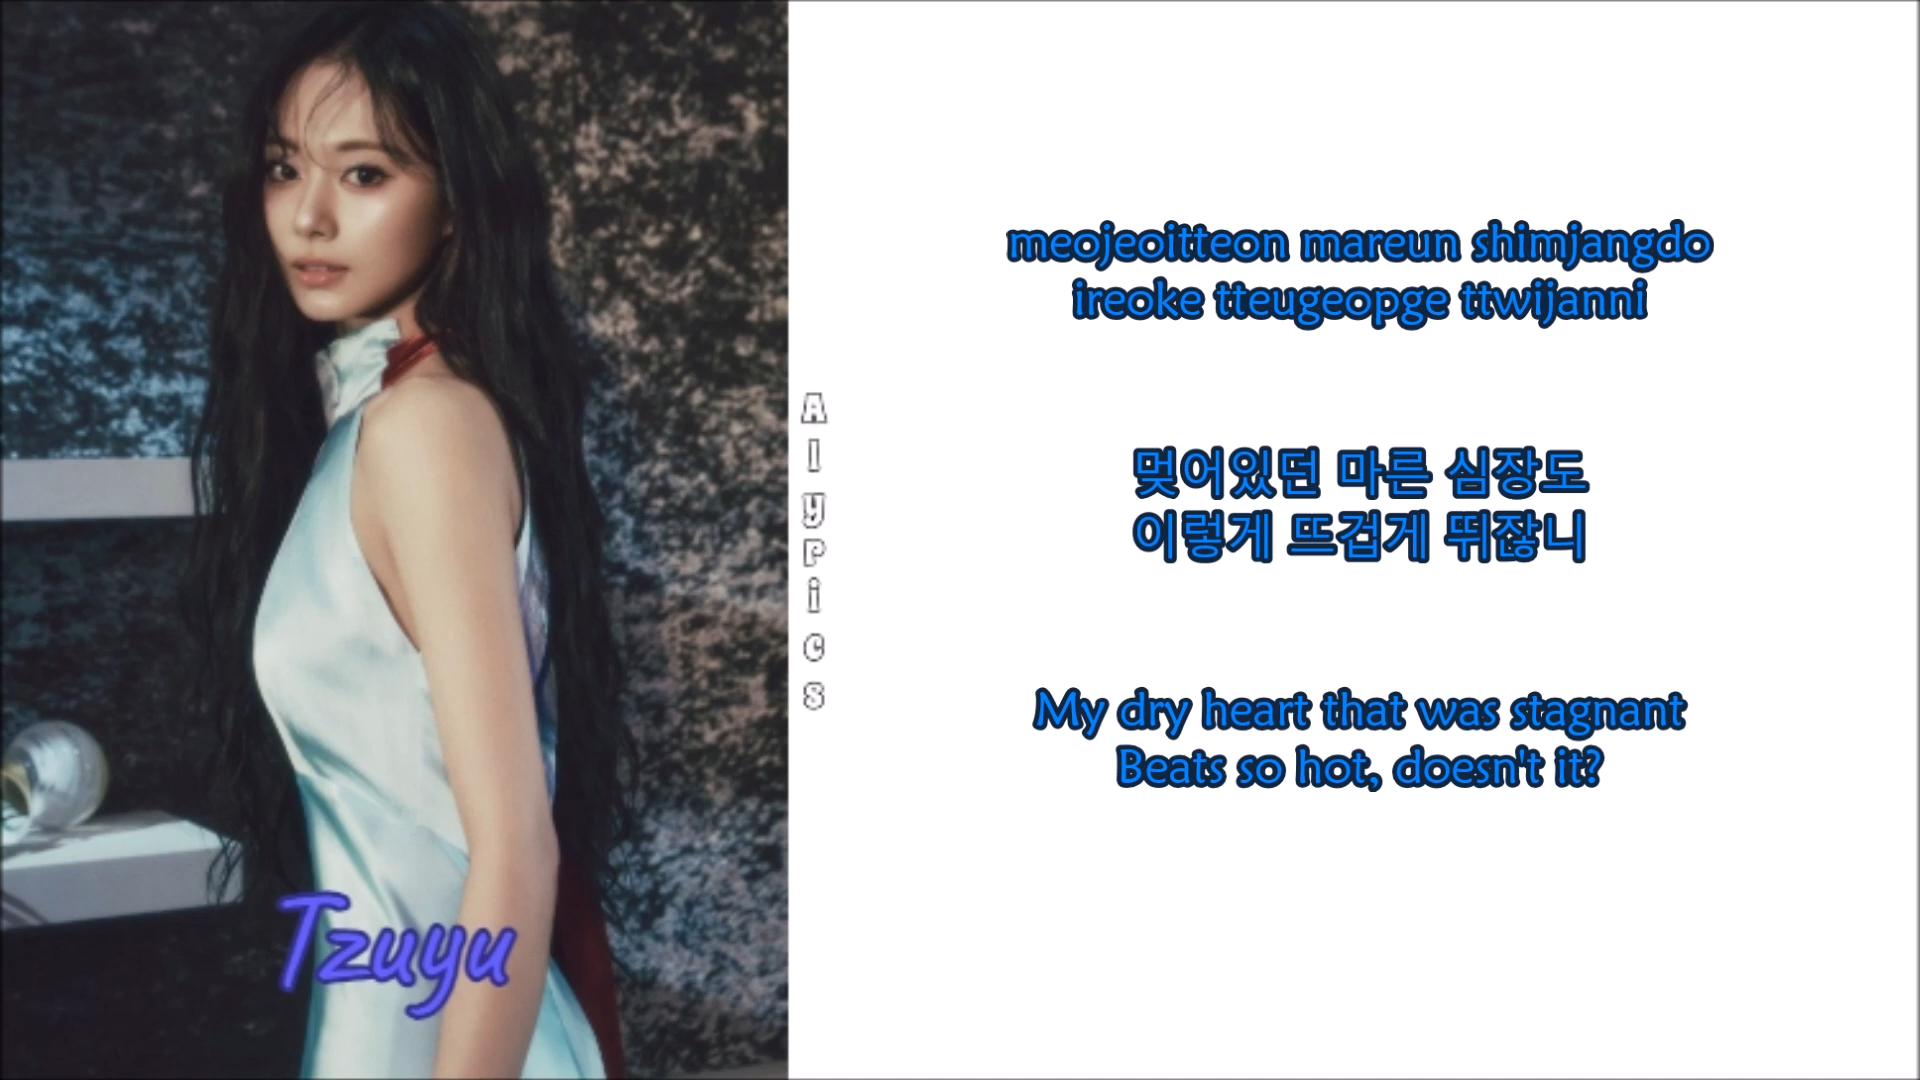 Tzuyu
Alypics
meojeoitteon mareun shimjangdo
ireoke tteugeopge ttwijanni
멎어있던 마른 심장도
이렇게 뜨겁게 뛰잖니
My dry heart that was stagnant
Beats so hot, doesn't it?